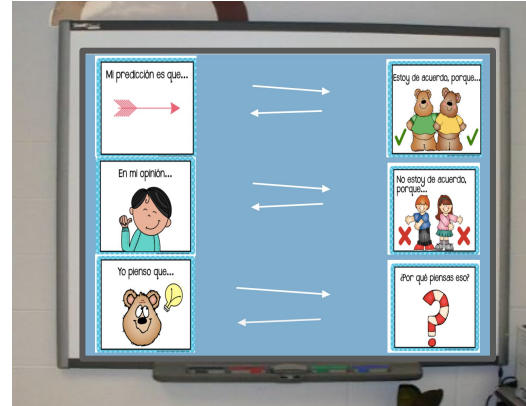 Mi predicción es que...
Estoy de acuerdo, porque...
En mi opinión...
No estoy de acuerdo,
porque...
Yo pienso que...
¿Por qué piensas eso?